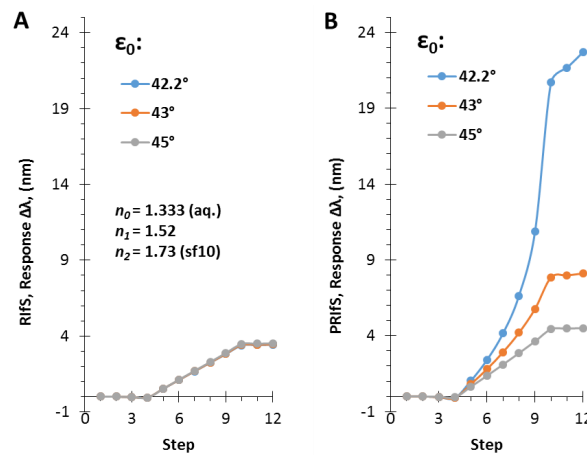 A
RIfS, Response Δλ, (nm)
24
19
14
9
4
-1
ε₀:
42.2°
43°
45°
n₀ = 1.333 (aq.)
n₁ = 1.52
n₂ = 1.73 (sf10)
0 3 6 9 12
Step
B
PRIfS, Response Δλ, (nm)
24
19
14
9
4
-1
ε₀:
42.2°
43°
45°
0 3 6 9 12
Step